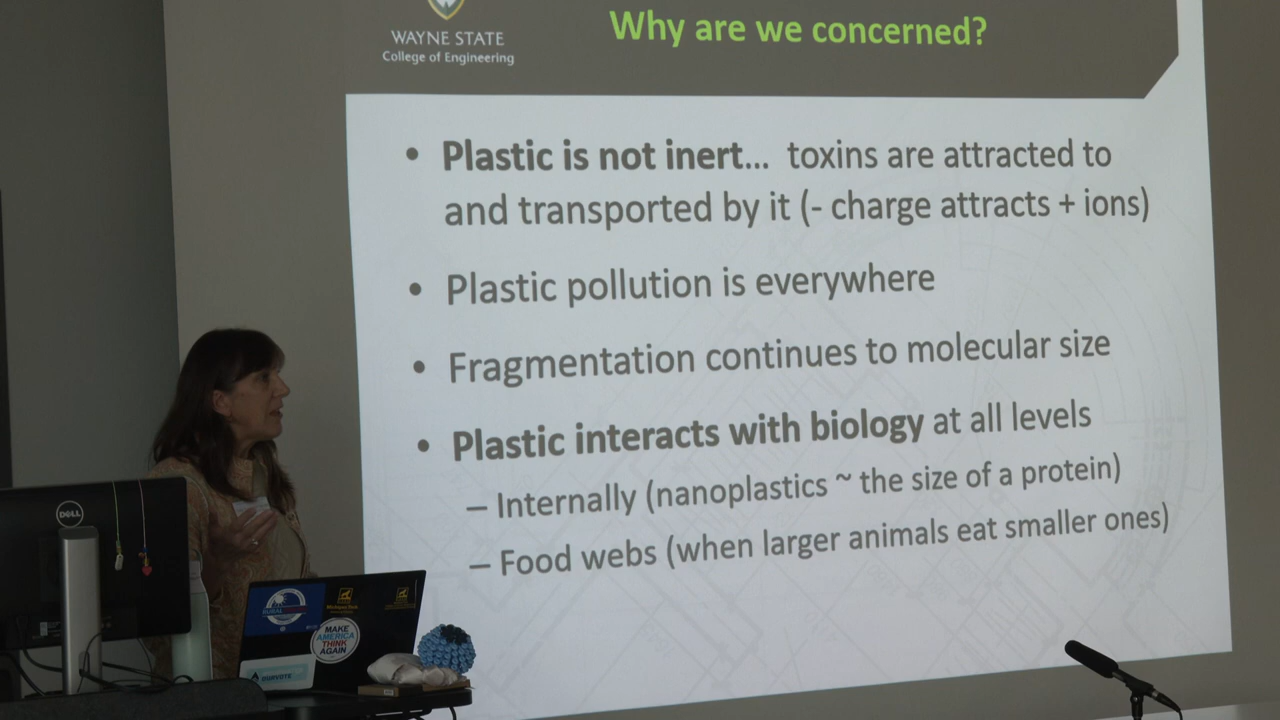 WAYNE STATE
College of Engineering
Why are we concerned?
• Plastic is not inert... toxins are attracted to
and transported by it (- charge attracts + ions)
• Plastic pollution is everywhere
• Fragmentation continues to molecular size
• Plastic interacts with biology at all levels
– Internally (nanoplastics ~ the size of a protein)
– Food webs (when larger animals eat smaller ones)
DELL
RURAL
MAKE
AMERICA
THINK
AGAIN
OURVOTE